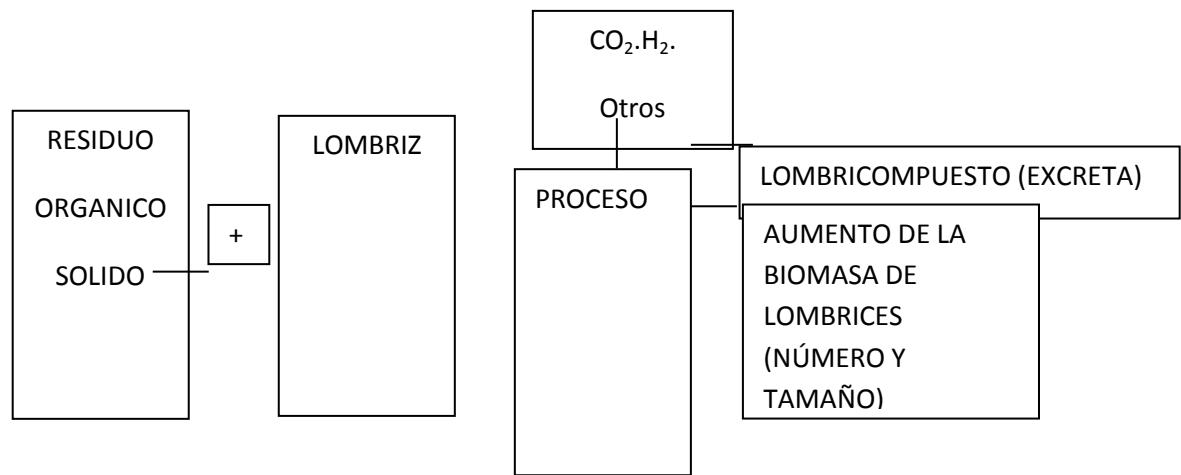 RESIDUO
ORGANICO
SOLIDO
+
LOMBRIZ
CO₂.H₂.
Otros
PROCESO
LOMBRICOMPUESTO (EXCRETA)
AUMENTO DE LA
BIOMASA DE
LOMBRICES
(NÚMERO Y
TAMAÑO)